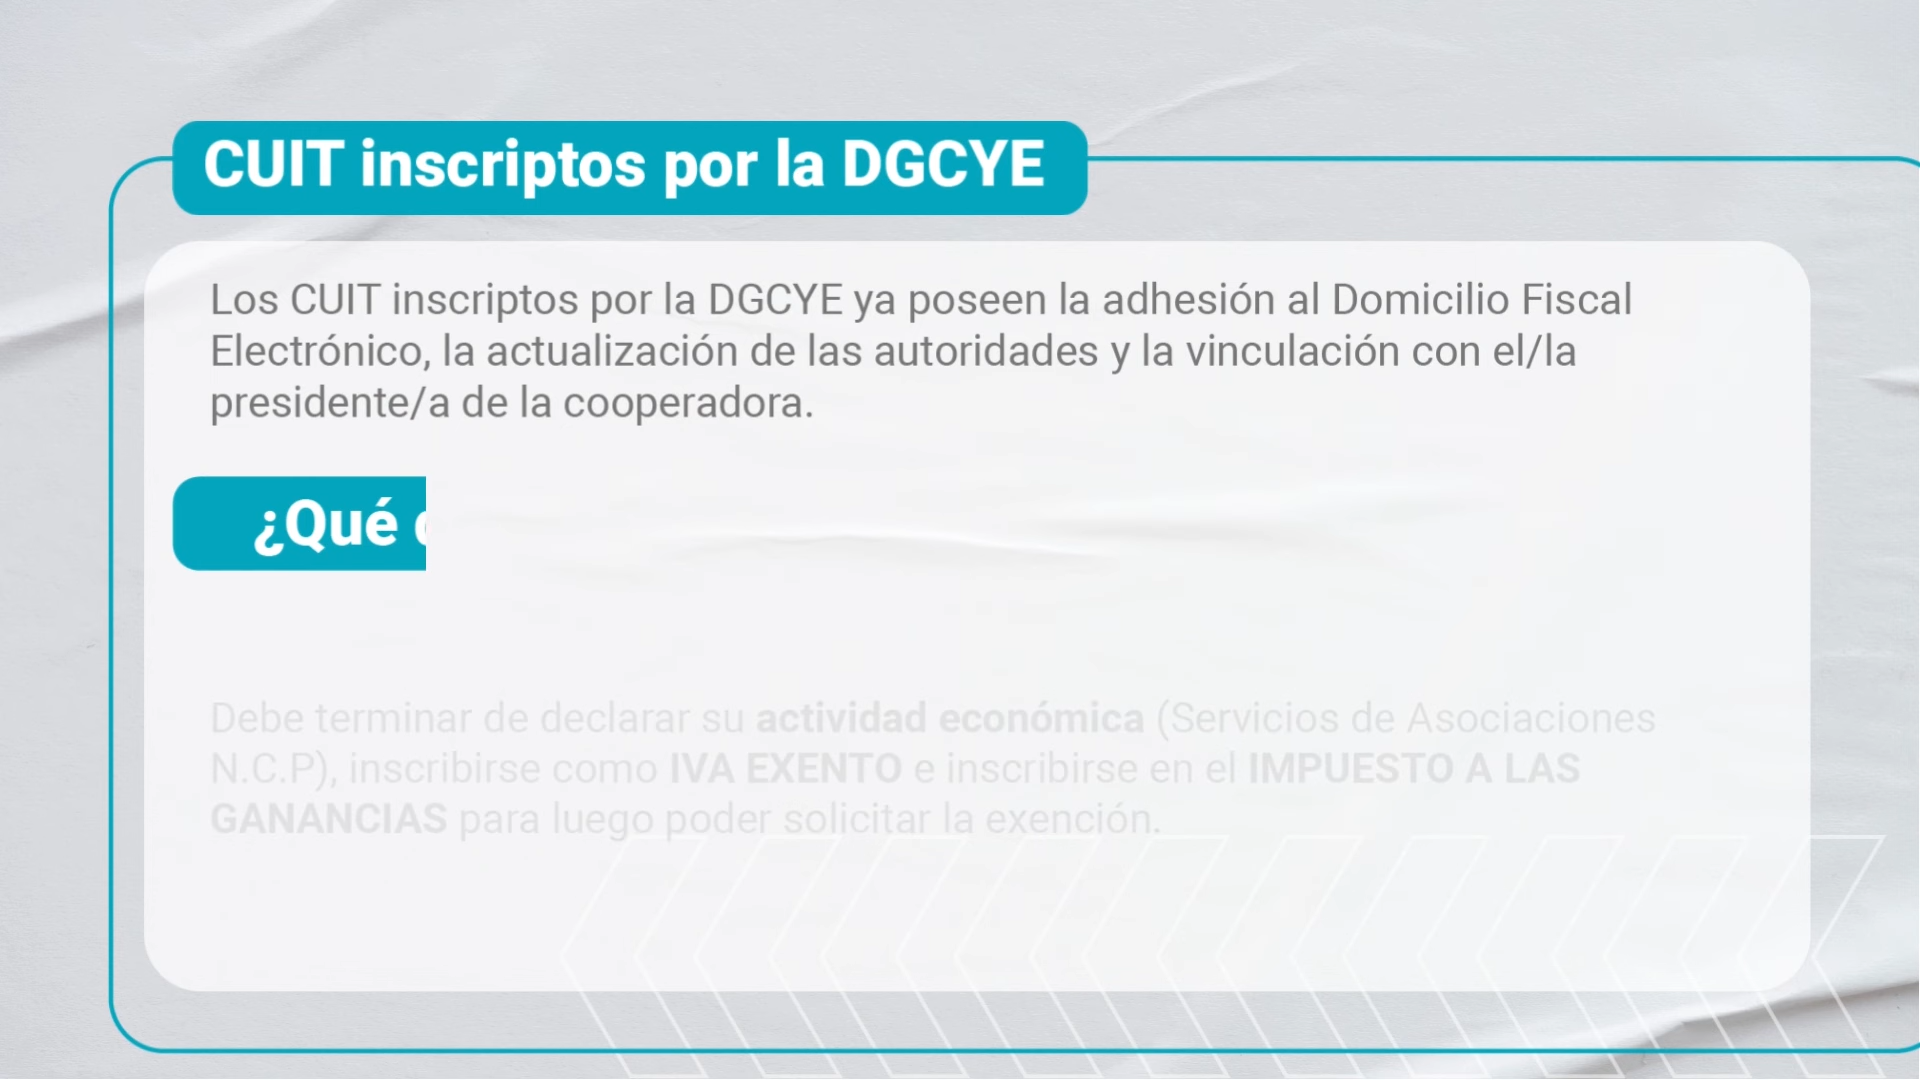 CUIT inscriptos por la DGCYE
Los CUIT inscriptos por la DGCYE ya poseen la adhesión al Domicilio Fiscal
Electrónico, la actualización de las autoridades y la vinculación con el/la
presidente/a de la cooperadora.
¿Qué
Debe terminar de declarar su actividad económica (Servicios de Asociaciones
N.C.P), inscribirse como IVA EXENTO e inscribirse en el IMPUESTO A LAS
GANANCIAS para luego poder solicitar la exención.